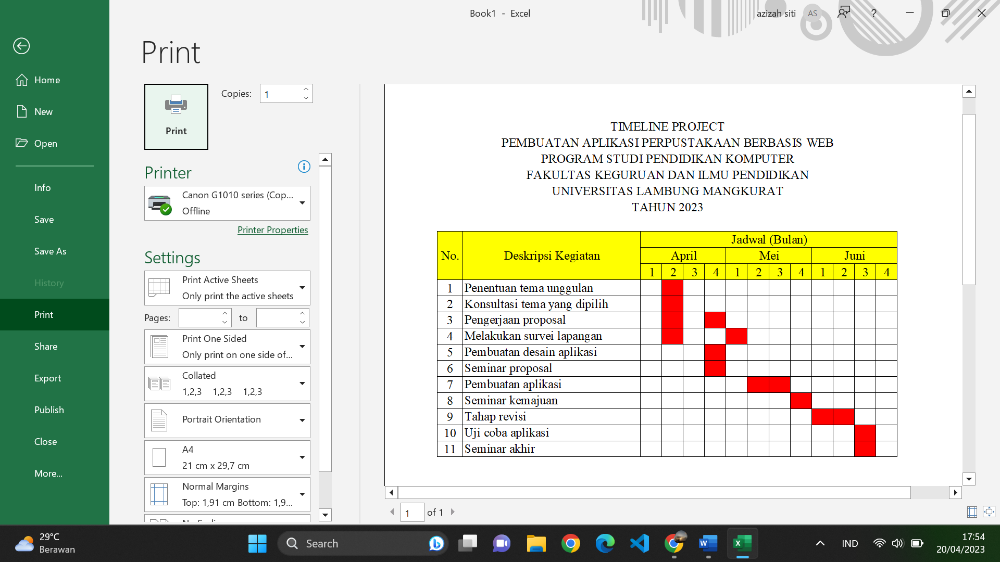 Book1 - Excel
azizah siti
AS
?
Print
Home
New
Open
Info
Save
Save As
History
Print
Share
Export
Publish
Close
More...
Print
Copies:
1
Printer
Canon G1010 series (Cop...
Offline
Printer Properties
Settings
Print Active Sheets
Only print the active sheets
Pages:
to
Print One Sided
Only print on one side of...
Collated
1,2,3 1,2,3 1,2,3
Portrait Orientation
A4
21 cm x 29,7 cm
Normal Margins
Top: 1,91 cm Bottom: 1,9...
TIMELINE PROJECT
PEMBUATAN APLIKASI PERPUSTAKAAN BERBASIS WEB
PROGRAM STUDI PENDIDIKAN KOMPUTER
FAKULTAS KEGURUAN DAN ILMU PENDIDIKAN
UNIVERSITAS LAMBUNG MANGKURAT
TAHUN 2023
No. Deskripsi Kegiatan Jadwal (Bulan)
April Mei Juni
1 2 3 4 1 2 3 4 1 2 3 4
1 Penentuan tema unggulan
2 Konsultasi tema yang dipilih
3 Pengerjaan proposal
4 Melakukan survei lapangan
5 Pembuatan desain aplikasi
6 Seminar proposal
7 Pembuatan aplikasi
8 Seminar kemajuan
9 Tahap revisi
10 Uji coba aplikasi
11 Seminar akhir
1 of 1
29°C
Berawan
Search
IND
17:54
20/04/2023